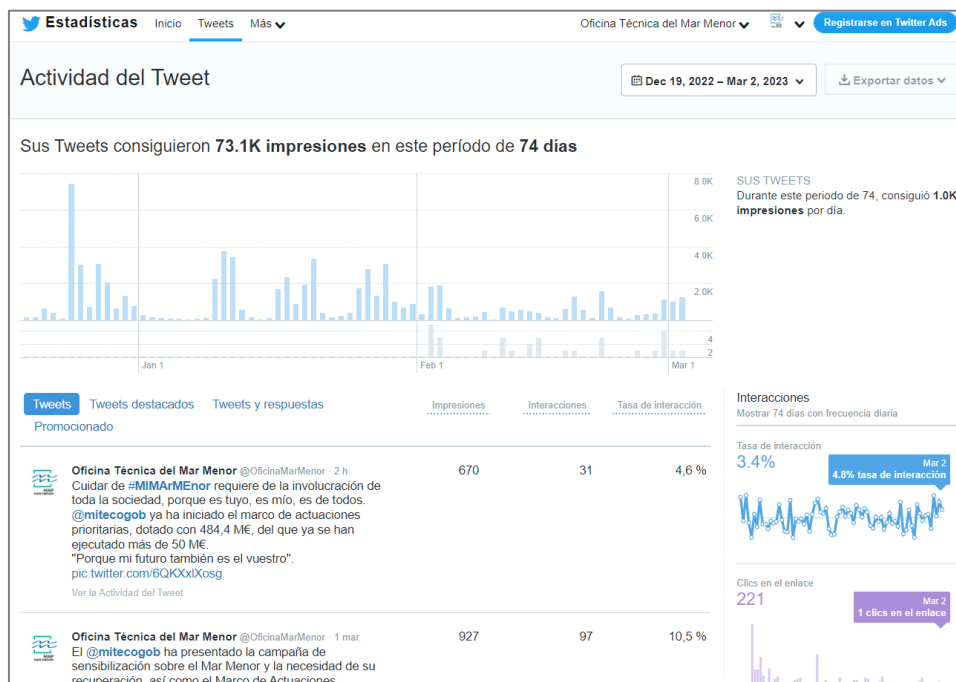 Estadísticas Inicio Tweets Más Oficina Técnica del Mar Menor Registrarse en Twitter Ads
Actividad del Tweet
Dec 19, 2022 – Mar 2, 2023 Exportar datos
Sus Tweets consiguieron 73.1K impresiones en este período de 74 días
8.0K
6.0K
4.0K
2.0K
4
2
Jan 1 Feb 1 Mar 1
SUS TWEETS
Durante este periodo de 74, consiguió 1.0K
impresiones por día.
Tweets Tweets destacados Tweets y respuestas
Promocionado
Impresiones Interacciones Tasa de interacción
Oficina Técnica del Mar Menor @OficinaMarMenor · 2 h
Cuidar de #MIMArMEnor requiere de la involucración de
toda la sociedad, porque es tuyo, es mío, es de todos.
@mitecogob ya ha iniciado el marco de actuaciones
prioritarias, dotado con 484,4 M€, del que ya se han
ejecutado más de 50 M€.
"Porque mi futuro también es el vuestro".
pic.twitter.com/6QKXxlXosg
Ver la Actividad del Tweet
670 31 4,6 %
Oficina Técnica del Mar Menor @OficinaMarMenor · 1 mar.
El @mitecogob ha presentado la campaña de
sensibilización sobre el Mar Menor y la necesidad de su
recuperación, así como el Marco de Actuaciones
927 97 10,5 %
Interacciones
Mostrar 74 días con frecuencia diaria
Tasa de interacción
3.4%
Mar 2
4.8% tasa de interacción
Clics en el enlace
221
Mar 2
1 clics en el enlace